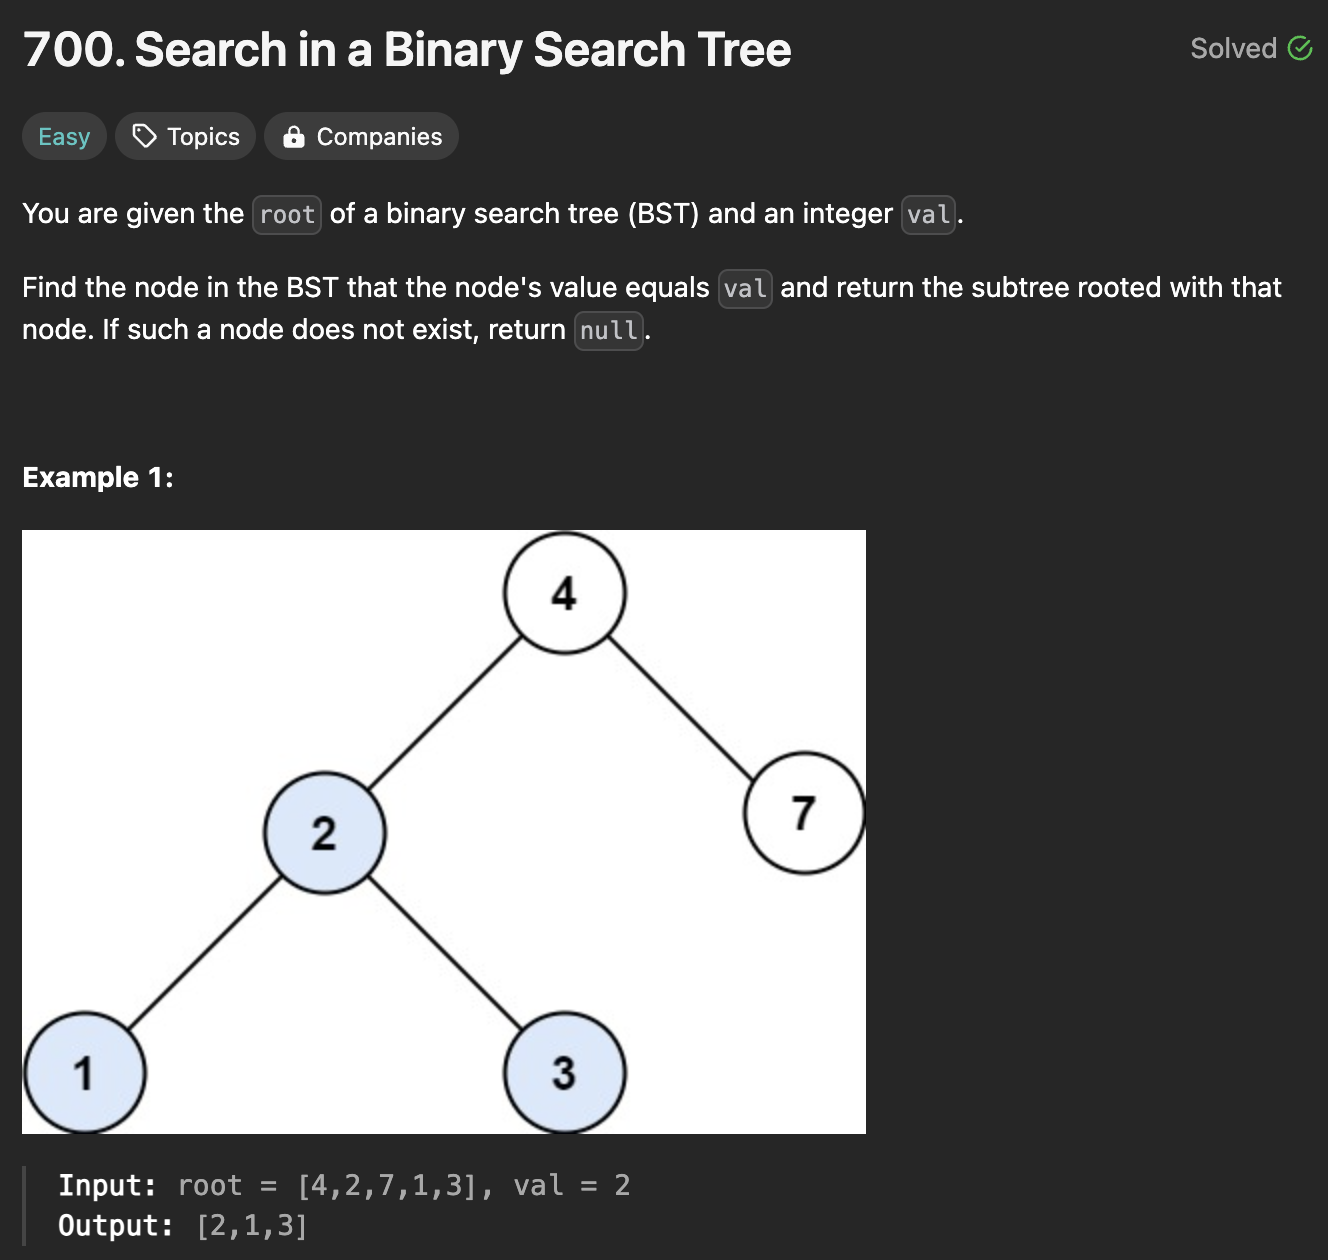 700. Search in a Binary Search Tree
Solved
Easy
Topics
Companies
You are given the root of a binary search tree (BST) and an integer val.
Find the node in the BST that the node's value equals val and return the subtree rooted with that
node. If such a node does not exist, return null.
Example 1:
4
2
7
1
3
Input: root = [4,2,7,1,3], val = 2
Output: [2,1,3]